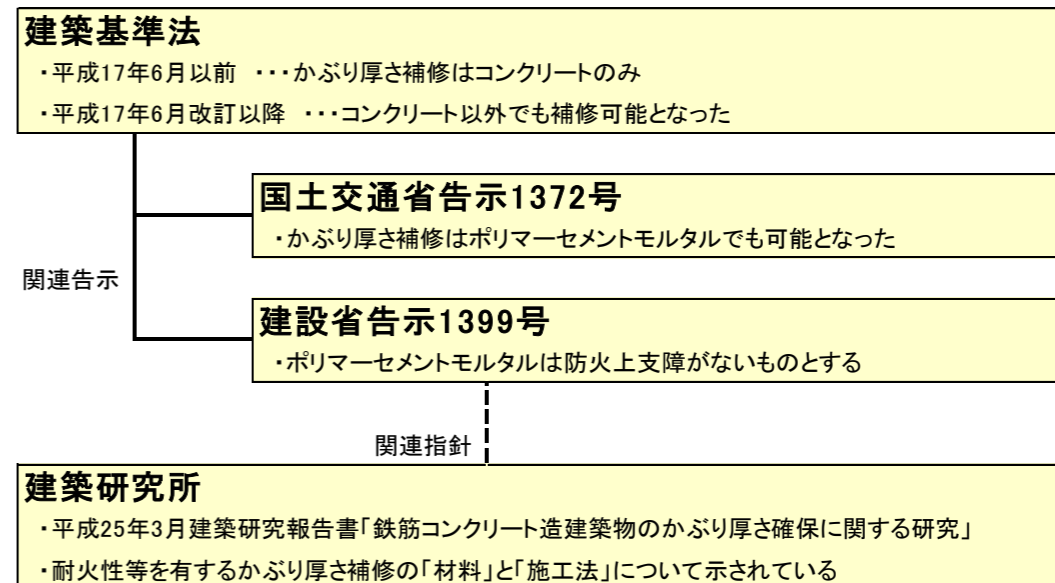 建築基準法
・平成17年6月以前 ・・・かぶり厚さ補修はコンクリートのみ
・平成17年6月改訂以降 ・・・コンクリート以外でも補修可能となった
国土交通省告示1372号
・かぶり厚さ補修はポリマーセメントモルタルでも可能となった
関連告示
建設省告示1399号
・ポリマーセメントモルタルは防火上支障がないものとする
関連指針
建築研究所
・平成25年3月建築研究報告書「鉄筋コンクリート造建築物のかぶり厚さ確保に関する研究」
・耐火性等を有するかぶり厚さ補修の「材料」と「施工法」について示されている